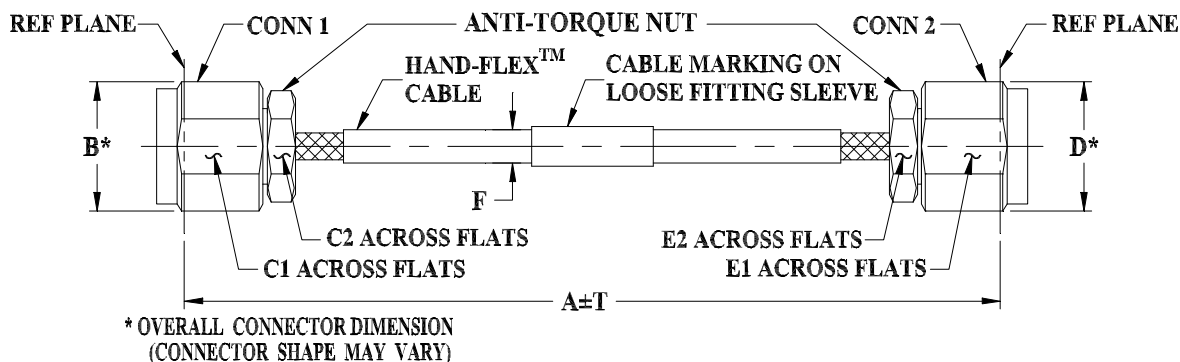 REF PLANE
CONN 1
ANTI-TORQUE NUT
CONN 2
REF PLANE
HAND-FLEX™
CABLE
CABLE MARKING ON
LOOSE FITTING SLEEVE
B*
D*
F
C2 ACROSS FLATS
E2 ACROSS FLATS
C1 ACROSS FLATS
E1 ACROSS FLATS
A±T
* OVERALL CONNECTOR DIMENSION
(CONNECTOR SHAPE MAY VARY)